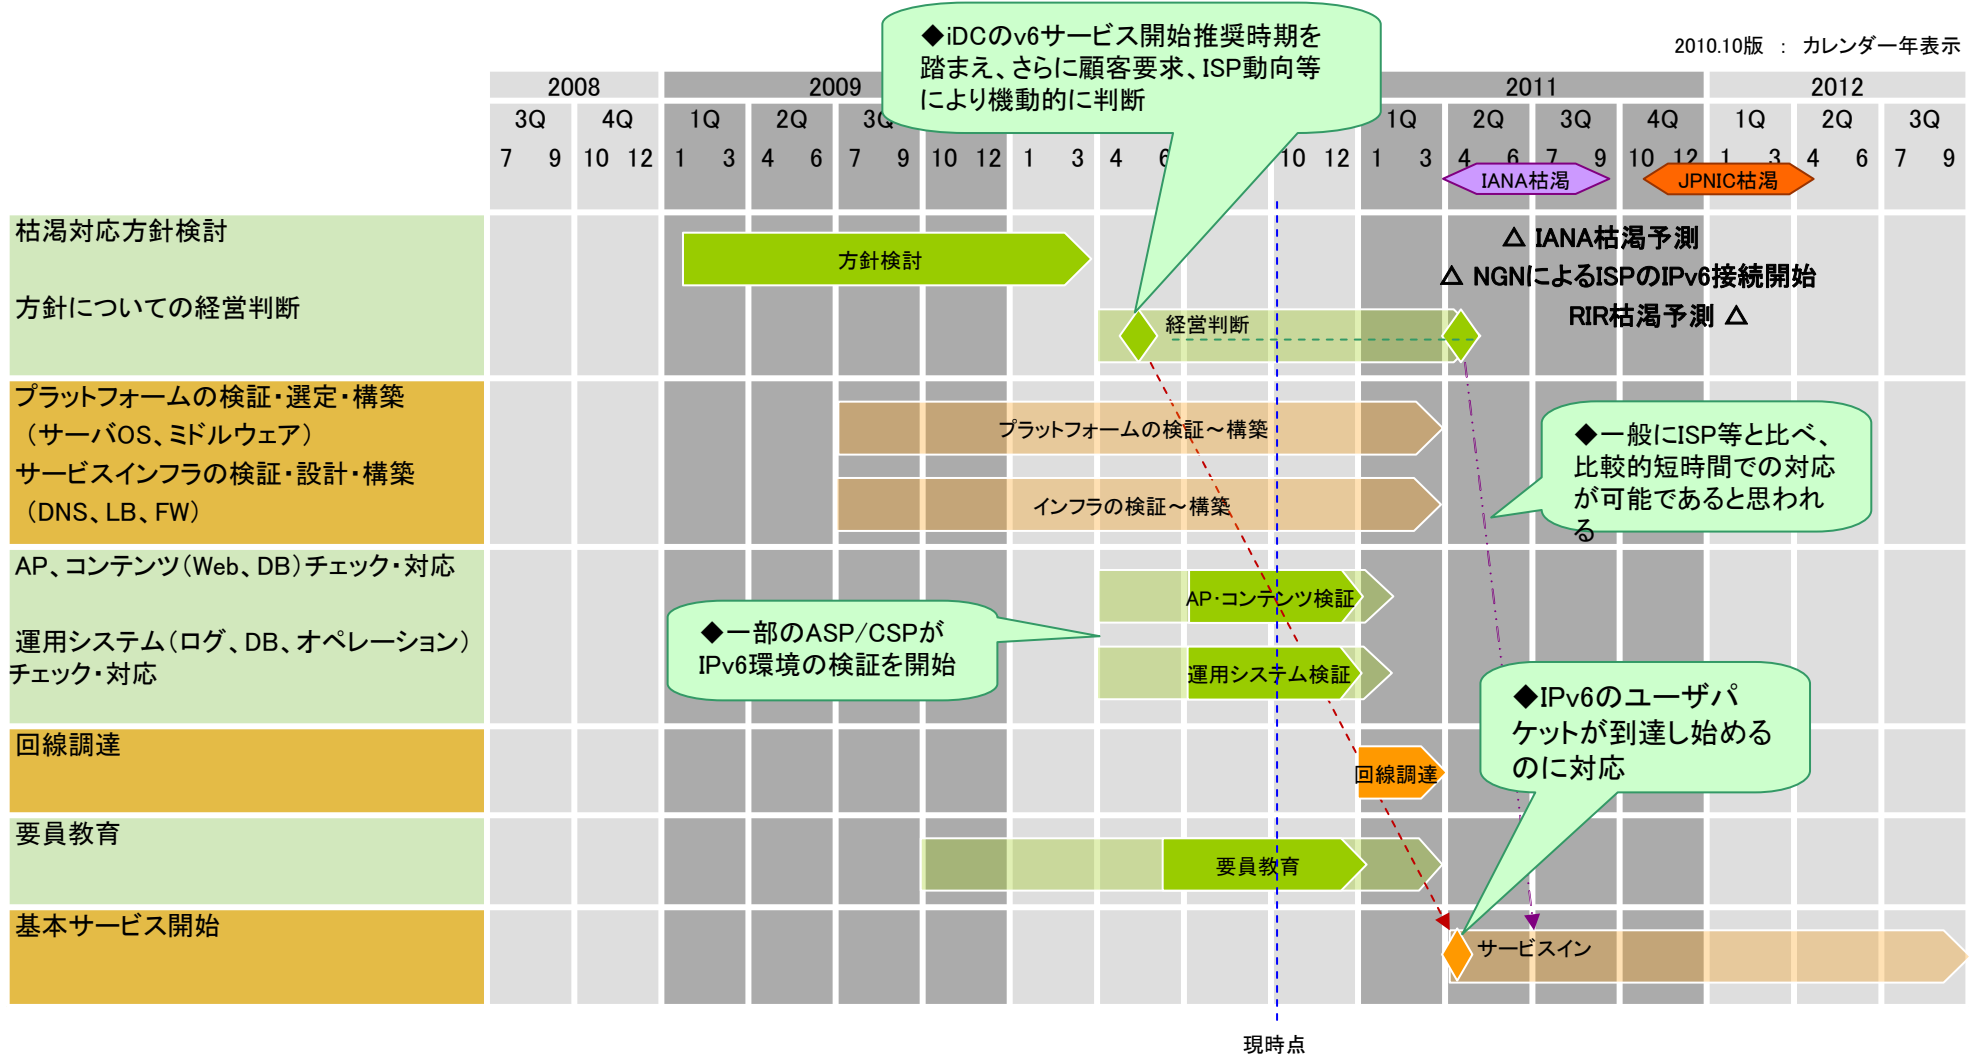 ◆iDCのv6サービス開始推奨時期を
踏まえ、さらに顧客要求、ISP動向等
により機動的に判断
2010.10版 ： カレンダー年表示
2008 2009 2011 2012
3Q 4Q 1Q 2Q 3Q 1Q 2Q 3Q 4Q 1Q 2Q 3Q
7 9 10 12 1 3 4 6 7 9 10 12 1 3 4 6 10 12 1 3 4 6 7 9 10 12 1 3 4 6 7 9
IANA枯渇 JPNIC枯渇
枯渇対応方針検討
方針検討
△ IANA枯渇予測
△ NGNによるISPのIPv6接続開始
RIR枯渇予測 △
方針についての経営判断
経営判断
プラットフォームの検証・選定・構築
（サーバOS、ミドルウェア）
プラットフォームの検証～構築
サービスインフラの検証・設計・構築
（DNS、LB、FW）
インフラの検証～構築
◆一般にISP等と比べ、
比較的短時間での対応
が可能であると思われ
る
AP、コンテンツ（Web、DB）チェック・対応
AP・コンテンツ検証
運用システム（ログ、DB、オペレーション）
チェック・対応
運用システム検証
◆一部のASP/CSPが
IPv6環境の検証を開始
◆IPv6のユーザパ
ケットが到達し始める
のに対応
回線調達
回線調達
要員教育
要員教育
基本サービス開始
サービスイン
現時点